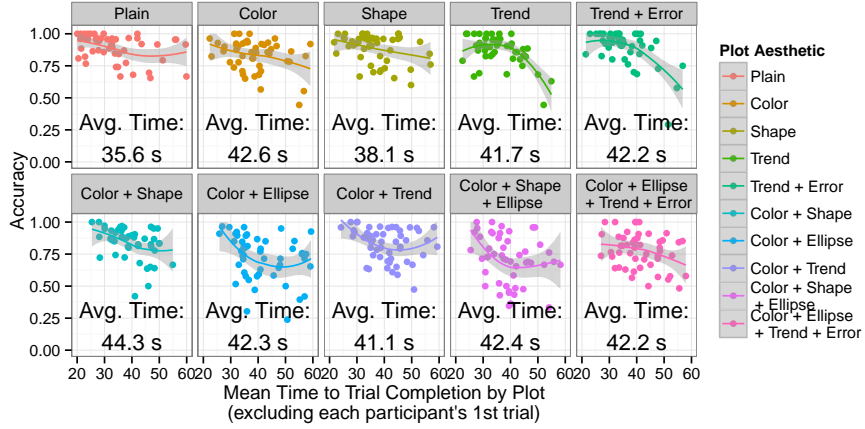 Plain Color Shape Trend Trend + Error
1.00
0.75
0.50
0.25
0.00
Avg. Time: Avg. Time: Avg. Time: Avg. Time: Avg. Time:
35.6 s 42.6 s 38.1 s 41.7 s 42.2 s
Accuracy
Color + Shape Color + Ellipse Color + Trend Color + Shape + Ellipse Color + Ellipse + Trend + Error
1.00
0.75
0.50
0.25
0.00
Avg. Time: Avg. Time: Avg. Time: Avg. Time: Avg. Time:
44.3 s 42.3 s 41.1 s 42.4 s 42.2 s
20 30 40 50 60 20 30 40 50 60 20 30 40 50 60 20 30 40 50 60 20 30 40 50 60
Mean Time to Trial Completion by Plot
(excluding each participant's 1st trial)
Plot Aesthetic
Plain
Color
Shape
Trend
Trend + Error
Color + Shape
Color + Ellipse
Color + Trend
Color + Shape
+ Ellipse
Color + Ellipse
+ Trend + Error